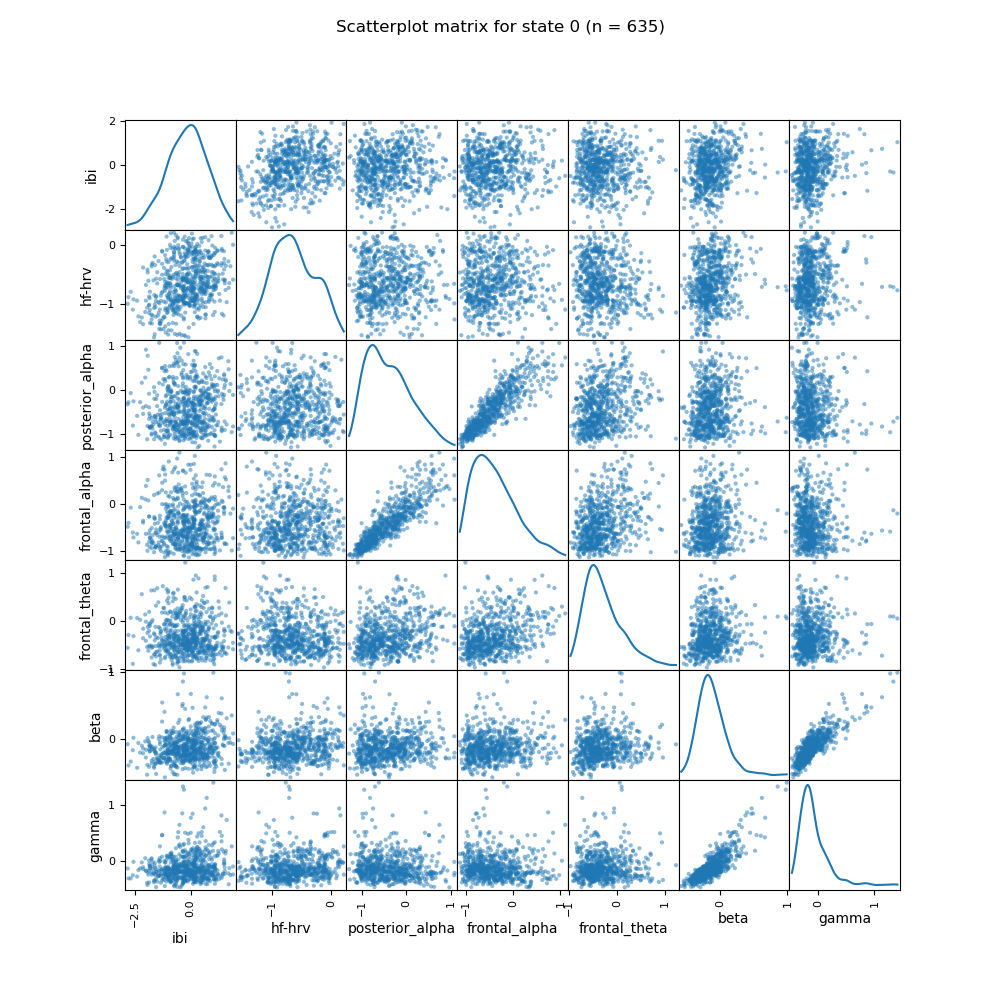 Scatterplot matrix for state 0 (n = 635)
ibi
2
0
-2
hf-hrv
0
−1
posterior_alpha
1
0
−1
frontal_alpha
1
0
−1
frontal_theta
1
0
−1
beta
1
0
gamma
1
0
−2.5
0.0
ibi
−1
0
hf-hrv
−1
0
1
posterior_alpha
−1
0
1
frontal_alpha
−1
0
1
frontal_theta
0
1
beta
0
1
gamma